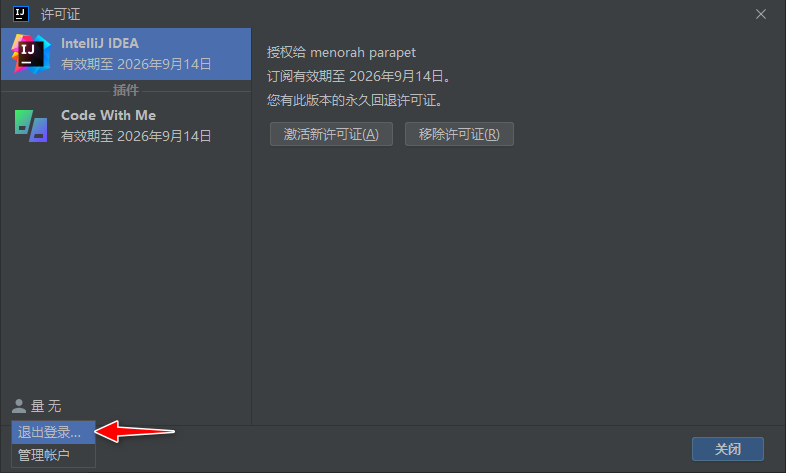 许可证
IntelliJ IDEA
有效期至 2026年9月14日
插件
Code With Me
有效期至 2026年9月14日
授权给 menorah parapet
订阅有效期至 2026年9月14日。
您有此版本的永久回退许可证。
激活新许可证(A)
移除许可证(R)
量 无
退出登录...
管理帐户
关闭